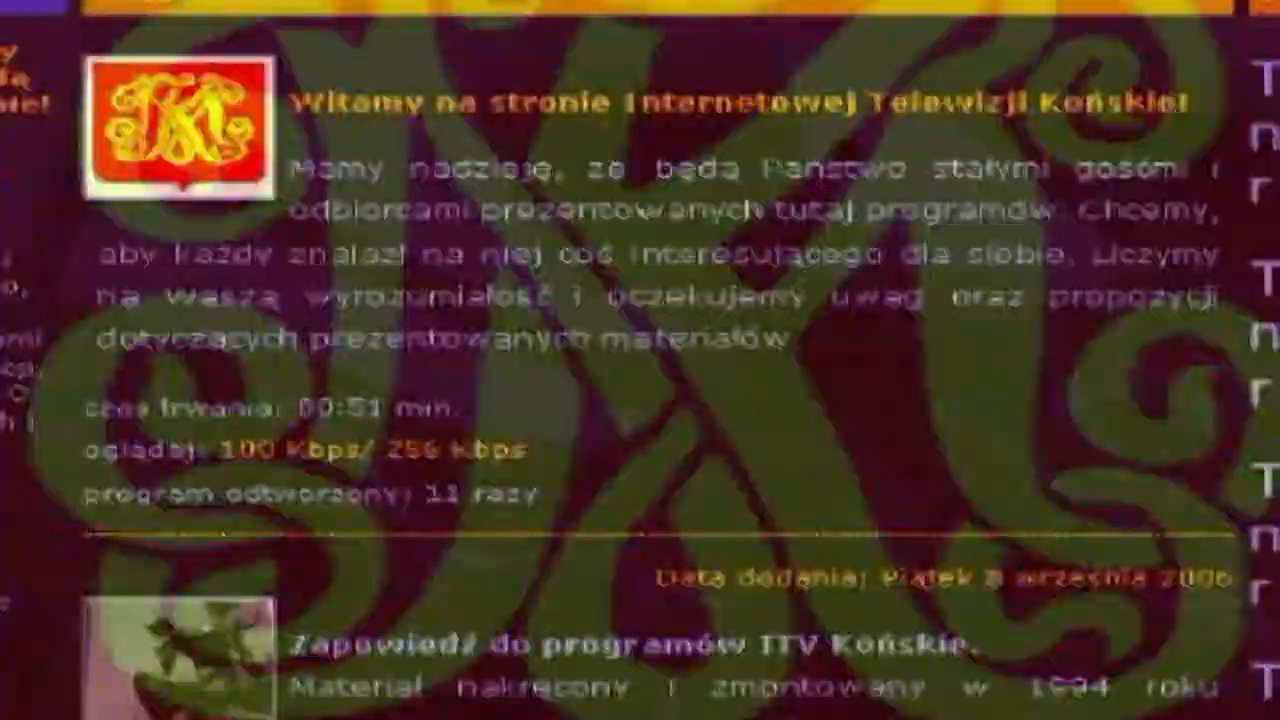 Witamy na stronie Internetowej Telewizji Końskie!
Mamy nadzieję, że będą Państwo stałymi gośćmi i
odbiorcami prezentowanych tutaj programów. Chcemy,
aby każdy znalazł na niej coś interesującego dla siebie. Liczymy
na Waszą wyrozumiałość i oczekujemy uwag oraz propozycji
dotyczących prezentowanych materiałów
czas trwania: 00:51 min.
oglądaj: 100 Kbps/ 256 Kbps
program odtworzony: 11 razy
Data dodania: Piątek 8 września 2006
Zapowiedź do programów ITV Końskie.
Materiał nakręcony i zmontowany w 1994 roku